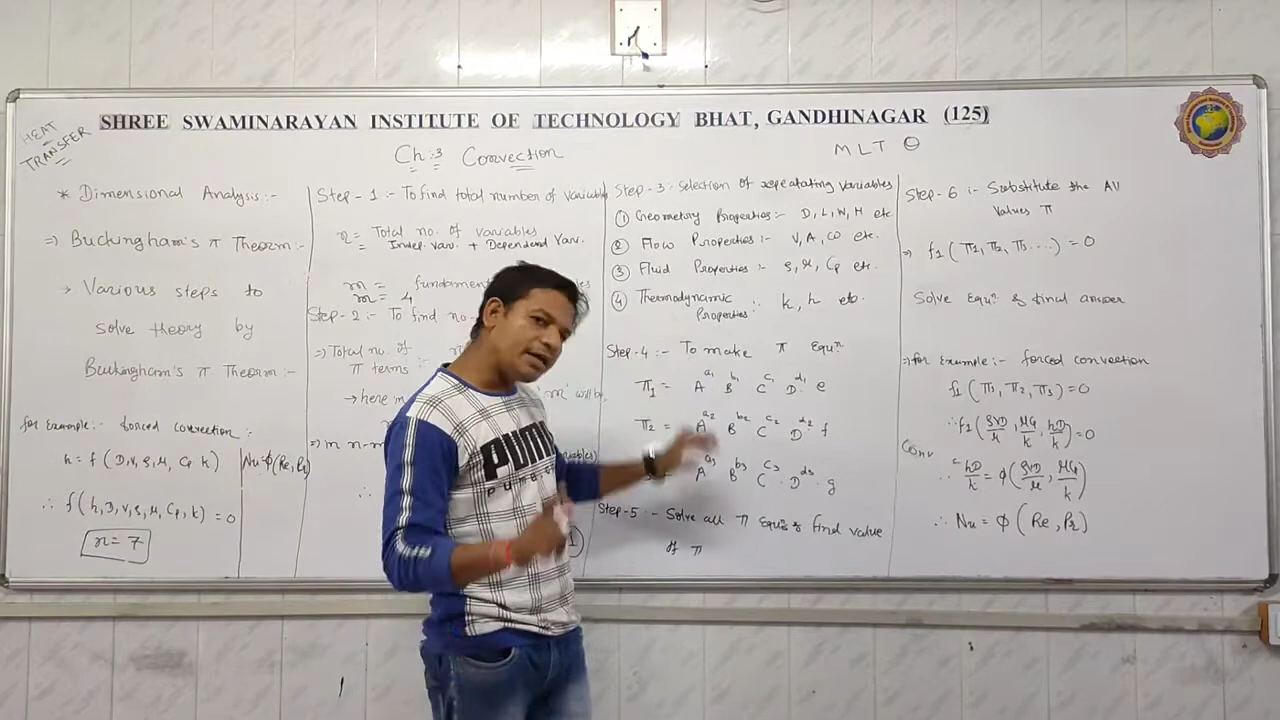 SHREE SWAMINARAYAN INSTITUTE OF TECHNOLOGY BHAT, GANDHINAGAR (125)
HEAT
TRANSFER
Ch:3 Convection
M L T θ
* Dimensional Analysis:-
⇒ Buckingham's π Theorm:-
→ Various steps to
solve theory by
Buckingham's π Theorm:-
for Example:- forced convection:-
h = f (D, v, ρ, μ, Cp k)
Nu = φ(Re, Pr)
∴ f(h, D, v, ρ, μ, Cp, k) = 0
n = 7
Step-1:- To find total number of variable
n = Total no. of variables
= Indep. var. + Dependend Var.
m = fundament
m = 4
Step-2:- To find no.
⇒ Total no. of
π terms :-
→ here m 'm' will be,
⇒ m n-m
∴
1
Step-3:- Selection of repeatating variables
① Geometry Properties:- D, L, W, H etc.
② Flow Properties:- V, A, ω etc.
③ Fluid Properties:- ρ, μ, Cp etc.
④ Thermodynamic Properties:- k, h etc.
Step-4:- To make π Equⁿ
π₁ = A^a₁ B^b₁ C^c₁ D^d₁ e
π₂ = A^a₂ B^b₂ C^c₂ D^d₂ f
A^a₃ B^b₃ C^c₃ . D^d₃ . g
Step-5:- Solve all π Equⁿs & find value
of π
Step-6:- Substitute the All
Values π
⇒ f₁ (π₁, π₂, π₃ ....) = 0
Solve Equⁿ & final answer
⇒ for Example:- forced convection
f₁ (π₁, π₂, π₃) = 0
∴ f₁(ρVD/μ, μCp/k, hD/k) = 0
Conv
∴ hD/k = φ(ρVD/μ, μCp/k)
∴ Nu = φ (Re, Pr)
PUMA